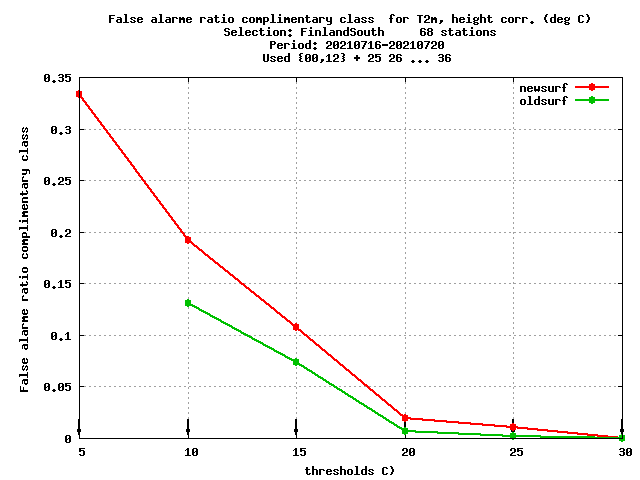 False alarme ratio complimentary class  for T2m, height corr. (deg C)
Selection: FinlandSouth     68 stations
Period: 20210716-20210720
Used {00,12} + 25 26 ... 36
newsurf
oldsurf
False alarme ratio complimentary class
0.35
0.3
0.25
0.2
0.15
0.1
0.05
0
5 10 15 20 25 30
thresholds C)